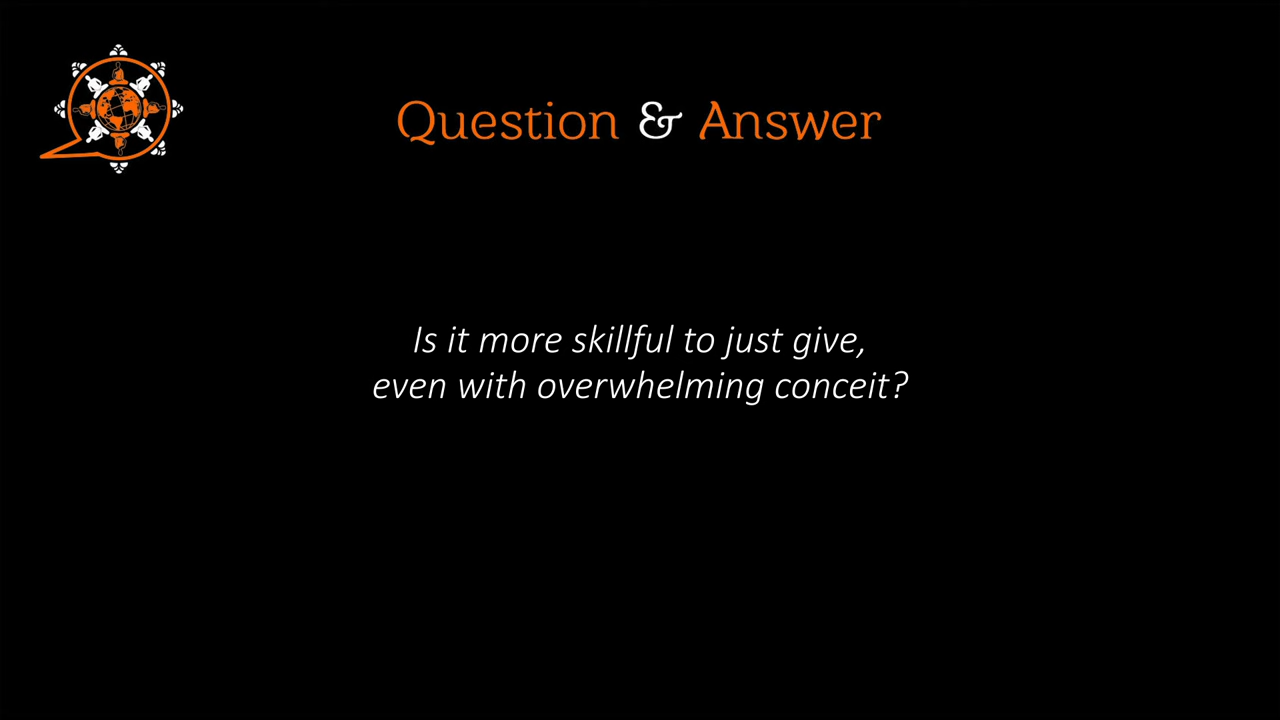 Question & Answer
Is it more skillful to just give,
even with overwhelming conceit?